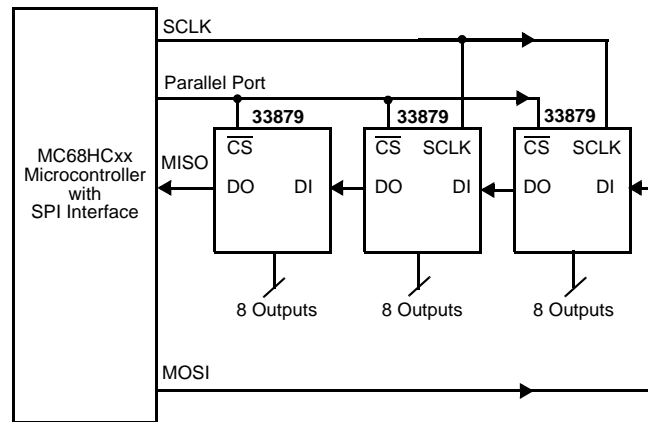 SCLK
Parallel Port
33879 33879 33879
MC68HCxx
Microcontroller
with
SPI Interface
MISO
CS CS SCLK CS SCLK
DO DI DO DI DO DI
8 Outputs 8 Outputs 8 Outputs
MOSI